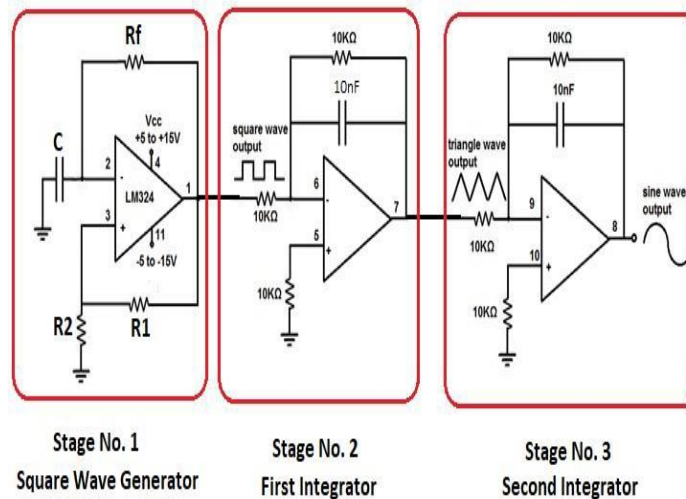 Rf
C
Vcc
+5 to +15V
4
2
-
LM324
1
3
+
11
-5 to -15V
R2
R1
square wave
output
10KΩ
10KΩ
10nF
6
-
7
5
+
10KΩ
triangle wave
output
10KΩ
10KΩ
10nF
9
-
8
10
+
10KΩ
sine wave
output
Stage No. 1
Square Wave Generator
Stage No. 2
First Integrator
Stage No. 3
Second Integrator